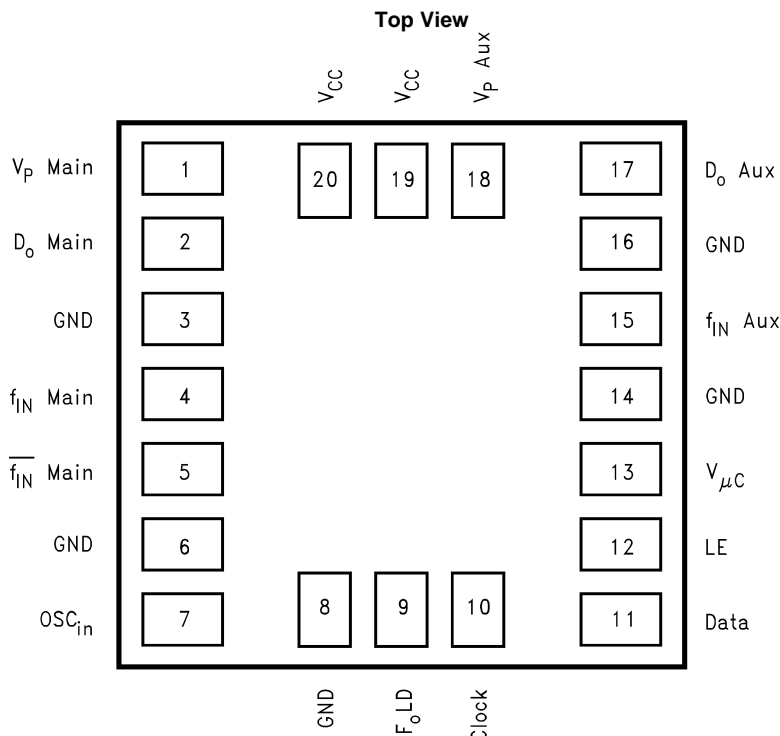 Top View
V_CC V_CC V_P Aux
V_P Main 1 20 19 18 17 D_o Aux
D_o Main 2 16 GND
GND 3 15 f_IN Aux
f_IN Main 4 14 GND
f̅_I̅N̅ Main 5 13 V_μC
GND 6 12 LE
OSC_in 7 8 9 10 11 Data
GND F_oLD Clock